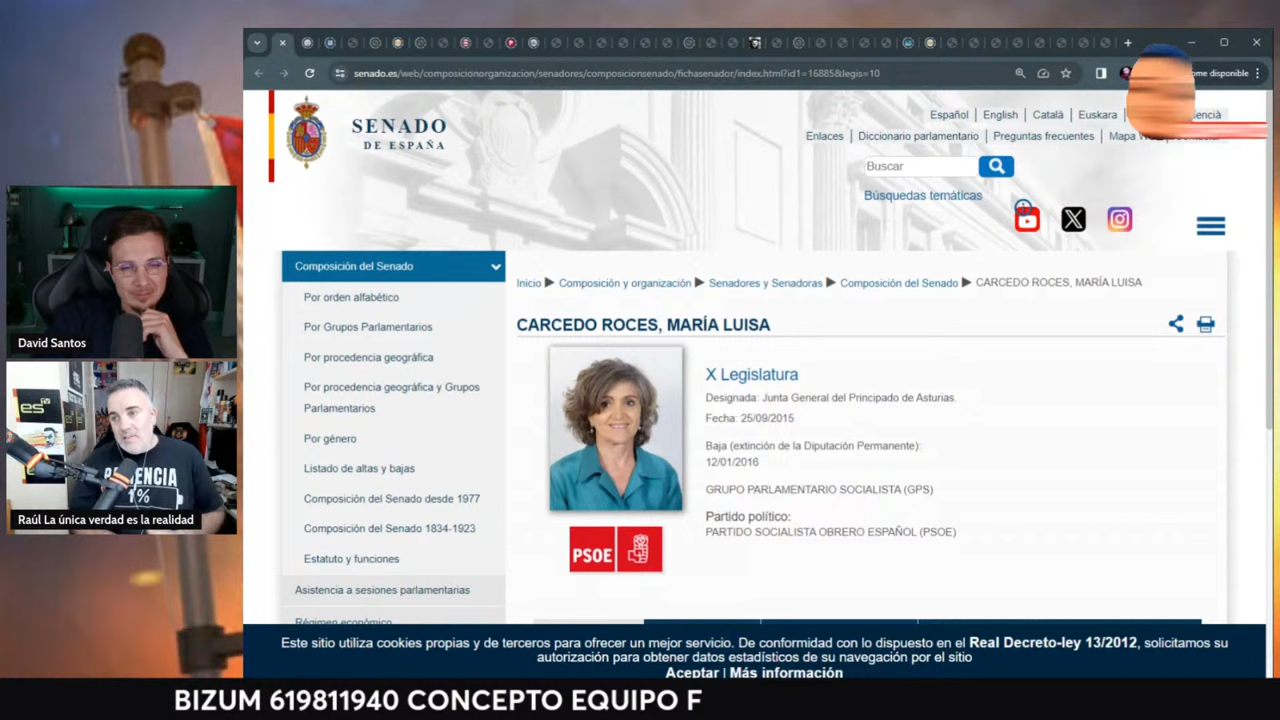 senado.es/web/composicionorganizacion/senadores/composicionsenado/fichasenador/index.html?id1=16885&legis=10
ome disponible
SENADO
DE ESPAÑA
Español | English | Català | Euskara
encià
Enlaces | Diccionario parlamentario | Preguntas frecuentes | Mapa
Buscar
Búsquedas temáticas
Composición del Senado
Por orden alfabético
Por Grupos Parlamentarios
Por procedencia geográfica
Por procedencia geográfica y Grupos
Parlamentarios
Por género
Listado de altas y bajas
Composición del Senado desde 1977
Composición del Senado 1834-1923
Estatuto y funciones
Asistencia a sesiones parlamentarias
Régimen económico
Inicio ▶ Composición y organización ▶ Senadores y Senadoras ▶ Composición del Senado ▶ CARCEDO ROCES, MARÍA LUISA
CARCEDO ROCES, MARÍA LUISA
X Legislatura
Designada: Junta General del Principado de Asturias.
Fecha: 25/09/2015
Baja (extinción de la Diputación Permanente):
12/01/2016
GRUPO PARLAMENTARIO SOCIALISTA (GPS)
Partido político:
PARTIDO SOCIALISTA OBRERO ESPAÑOL (PSOE)
PSOE
David Santos
es
1%
Raúl La única verdad es la realidad
Este sitio utiliza cookies propias y de terceros para ofrecer un mejor servicio. De conformidad con lo dispuesto en el Real Decreto-ley 13/2012, solicitamos su
autorización para obtener datos estadísticos de su navegación por el sitio
Aceptar | Más información
BIZUM 619811940 CONCEPTO EQUIPO F